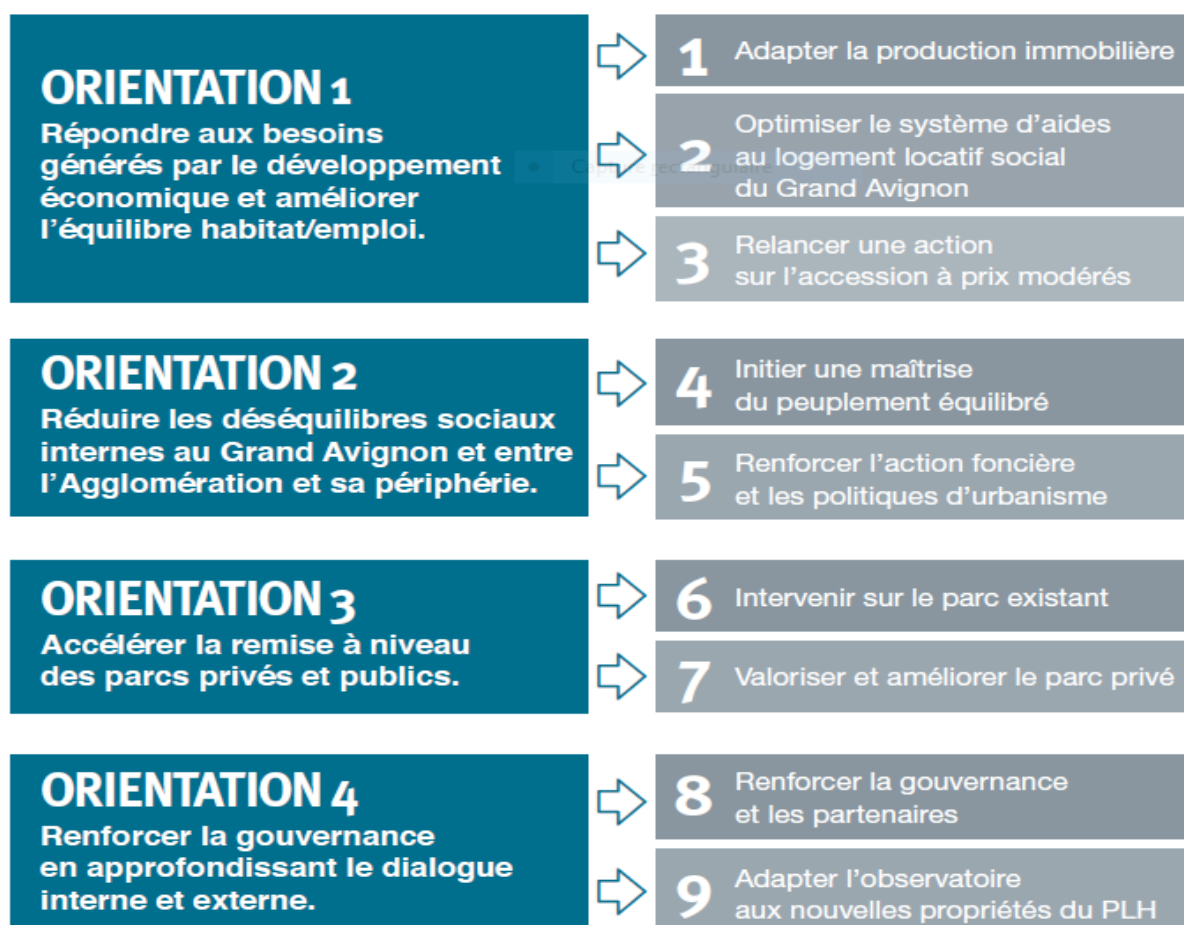 ORIENTATION 1
Répondre aux besoins
générés par le développement
économique et améliorer
l'équilibre habitat/emploi.
1 Adapter la production immobilière
2 Optimiser le système d'aides
au logement locatif social
du Grand Avignon
Capture rectangulaire
3 Relancer une action
sur l'accession à prix modérés
ORIENTATION 2
Réduire les déséquilibres sociaux
internes au Grand Avignon et entre
l'Agglomération et sa périphérie.
4 Initier une maîtrise
du peuplement équilibré
5 Renforcer l'action foncière
et les politiques d'urbanisme
ORIENTATION 3
Accélérer la remise à niveau
des parcs privés et publics.
6 Intervenir sur le parc existant
7 Valoriser et améliorer le parc privé
ORIENTATION 4
Renforcer la gouvernance
en approfondissant le dialogue
interne et externe.
8 Renforcer la gouvernance
et les partenaires
9 Adapter l'observatoire
aux nouvelles propriétés du PLH